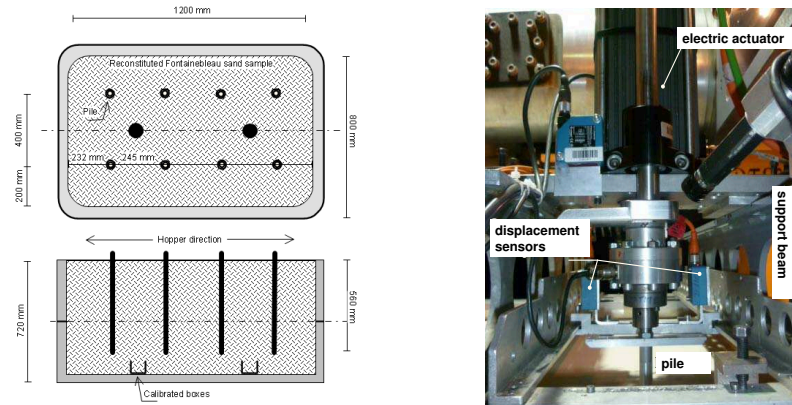 1200 mm
Reconstituted Fontainebleau sand sample.
Pile
400 mm
800 mm
232 mm
245 mm
200 mm
Hopper direction
720 mm
560 mm
Calibrated boxes
electric actuator
displacement
sensors
support beam
pile